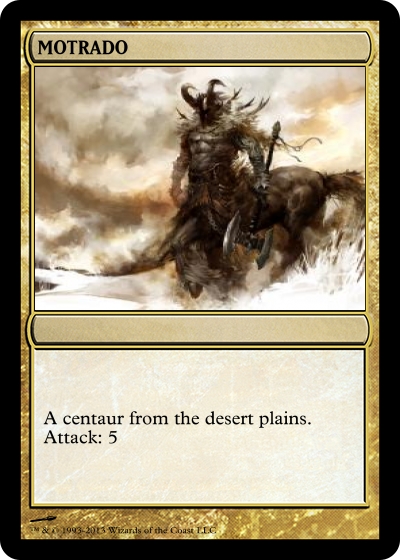 MOTRADO
A centaur from the desert plains.
Attack: 5
™ & © 1993-2013 Wizards of the Coast LLC